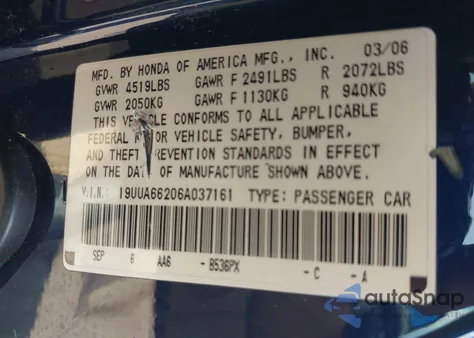 MFD. BY HONDA OF AMERICA MFG., INC. 03/06
GVWR 4519LBS GAWR F 2491LBS R 2072LBS
GVWR 2050KG GAWR F 1130KG R 940KG
THIS VEHICLE CONFORMS TO ALL APPLICABLE
FEDERAL MOTOR VEHICLE SAFETY, BUMPER,
AND THEFT PREVENTION STANDARDS IN EFFECT
ON THE DATE OF MANUFACTURE SHOWN ABOVE.
V.I.N. 19UUA66206A037161 TYPE: PASSENGER CAR
SEP 6 AA6 - B536PX - C - A
autoSnap